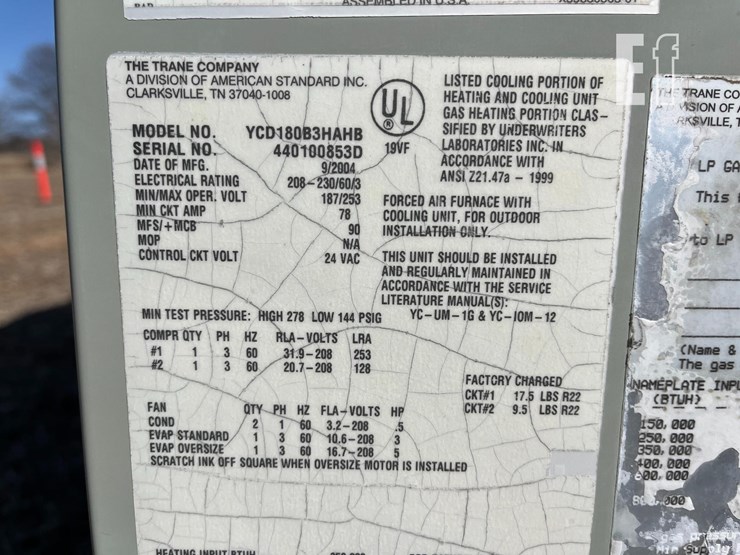 ASSEMBLED IN U.S.A.
Ef
THE TRANE COMPANY
A DIVISION OF AMERICAN STANDARD INC.
CLARKSVILLE, TN 37040-1008
UL
®
19VF
LISTED COOLING PORTION OF
HEATING AND COOLING UNIT
GAS HEATING PORTION CLAS-
SIFIED BY UNDERWRITERS
LABORATORIES INC. IN
ACCORDANCE WITH
ANSI Z21.47a - 1999
MODEL NO. YCD180B3HAHB
SERIAL NO. 440100853D
DATE OF MFG. 9/2004
ELECTRICAL RATING 208-230/60/3
MIN/MAX OPER. VOLT 187/253
MIN CKT AMP 78
MFS/+MCB 90
MOP N/A
CONTROL CKT VOLT 24 VAC
FORCED AIR FURNACE WITH
COOLING UNIT, FOR OUTDOOR
INSTALLATION ONLY.
THIS UNIT SHOULD BE INSTALLED
AND REGULARLY MAINTAINED IN
ACCORDANCE WITH THE SERVICE
LITERATURE MANUAL(S):
YC-UM-1G & YC-IOM-12
MIN TEST PRESSURE: HIGH 278 LOW 144 PSIG
COMPR QTY PH HZ RLA-VOLTS LRA
#1 1 3 60 31.9-208 253
#2 1 3 60 20.7-208 128
FACTORY CHARGED
CKT#1 17.5 LBS R22
CKT#2 9.5 LBS R22
FAN QTY PH HZ FLA-VOLTS HP
COND 2 1 60 3.2-208 .5
EVAP STANDARD 1 3 60 10.6-208 3
EVAP OVERSIZE 1 3 60 16.7-208 5
SCRATCH INK OFF SQUARE WHEN OVERSIZE MOTOR IS INSTALLED
HEATING INPUT BTUH
THE TRANE CO
LP GA
This
to LP
(Name &
The gas
NAMEPLATE INPU
(BTUH)
150,000
250,000
350,000
400,000
Supply